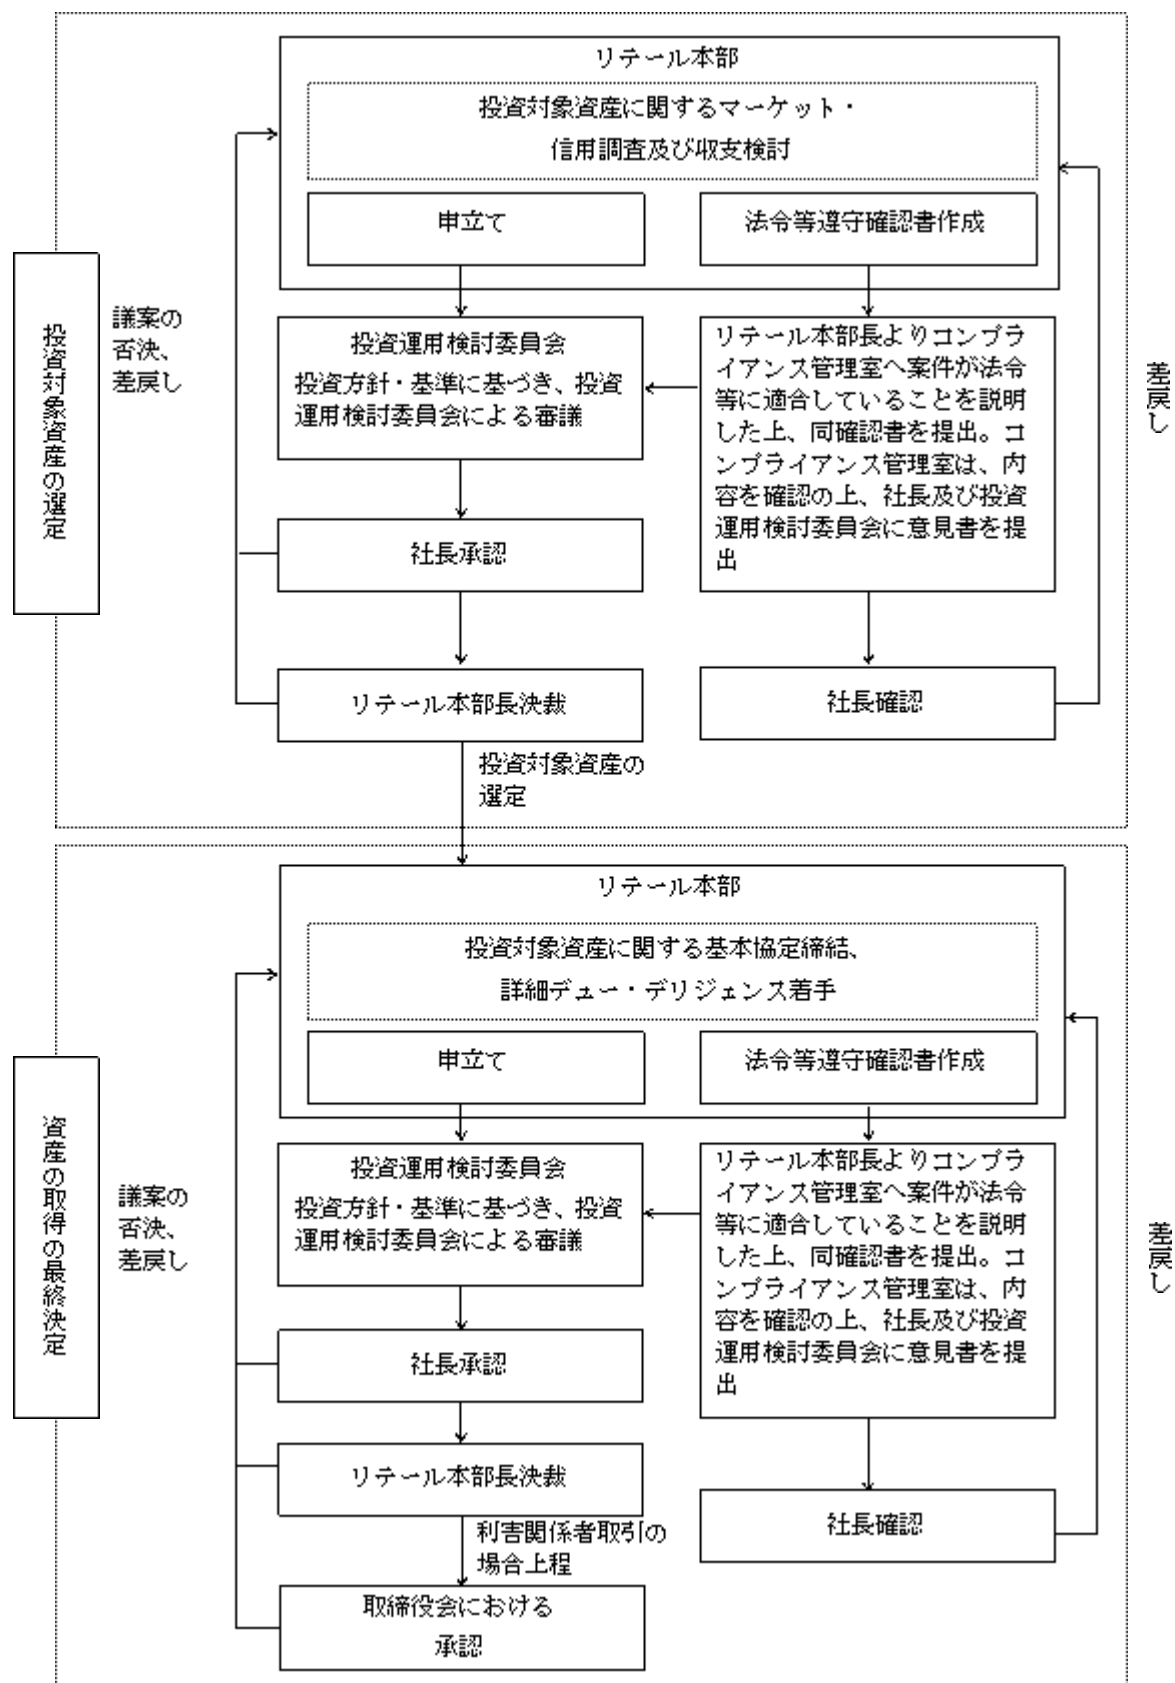 リテール本部
投資対象資産に関するマーケット・
信用調査及び収支検討
申立て
法令等遵守確認書作成
投資対象資産の選定
議案の
否決、
差戻し
投資運用検討委員会
投資方針・基準に基づき、投資
運用検討委員会による審議
リテール本部長よりコンプラ
イアンス管理室へ案件が法令
等に適合していることを説明
した上、同確認書を提出。コ
ンプライアンス管理室は、内
容を確認の上、社長及び投資
運用検討委員会に意見書を提
出
差戻し
社長承認
リテール本部長決裁
社長確認
投資対象資産の
選定
リテール本部
投資対象資産に関する基本協定締結、
詳細デュー・デリジェンス着手
申立て
法令等遵守確認書作成
資産の取得の最終決定
議案の
否決、
差戻し
投資運用検討委員会
投資方針・基準に基づき、投資
運用検討委員会による審議
リテール本部長よりコンプラ
イアンス管理室へ案件が法令
等に適合していることを説明
した上、同確認書を提出。コ
ンプライアンス管理室は、内
容を確認の上、社長及び投資
運用検討委員会に意見書を提
出
差戻し
社長承認
リテール本部長決裁
社長確認
利害関係者取引の
場合上程
取締役会における
承認